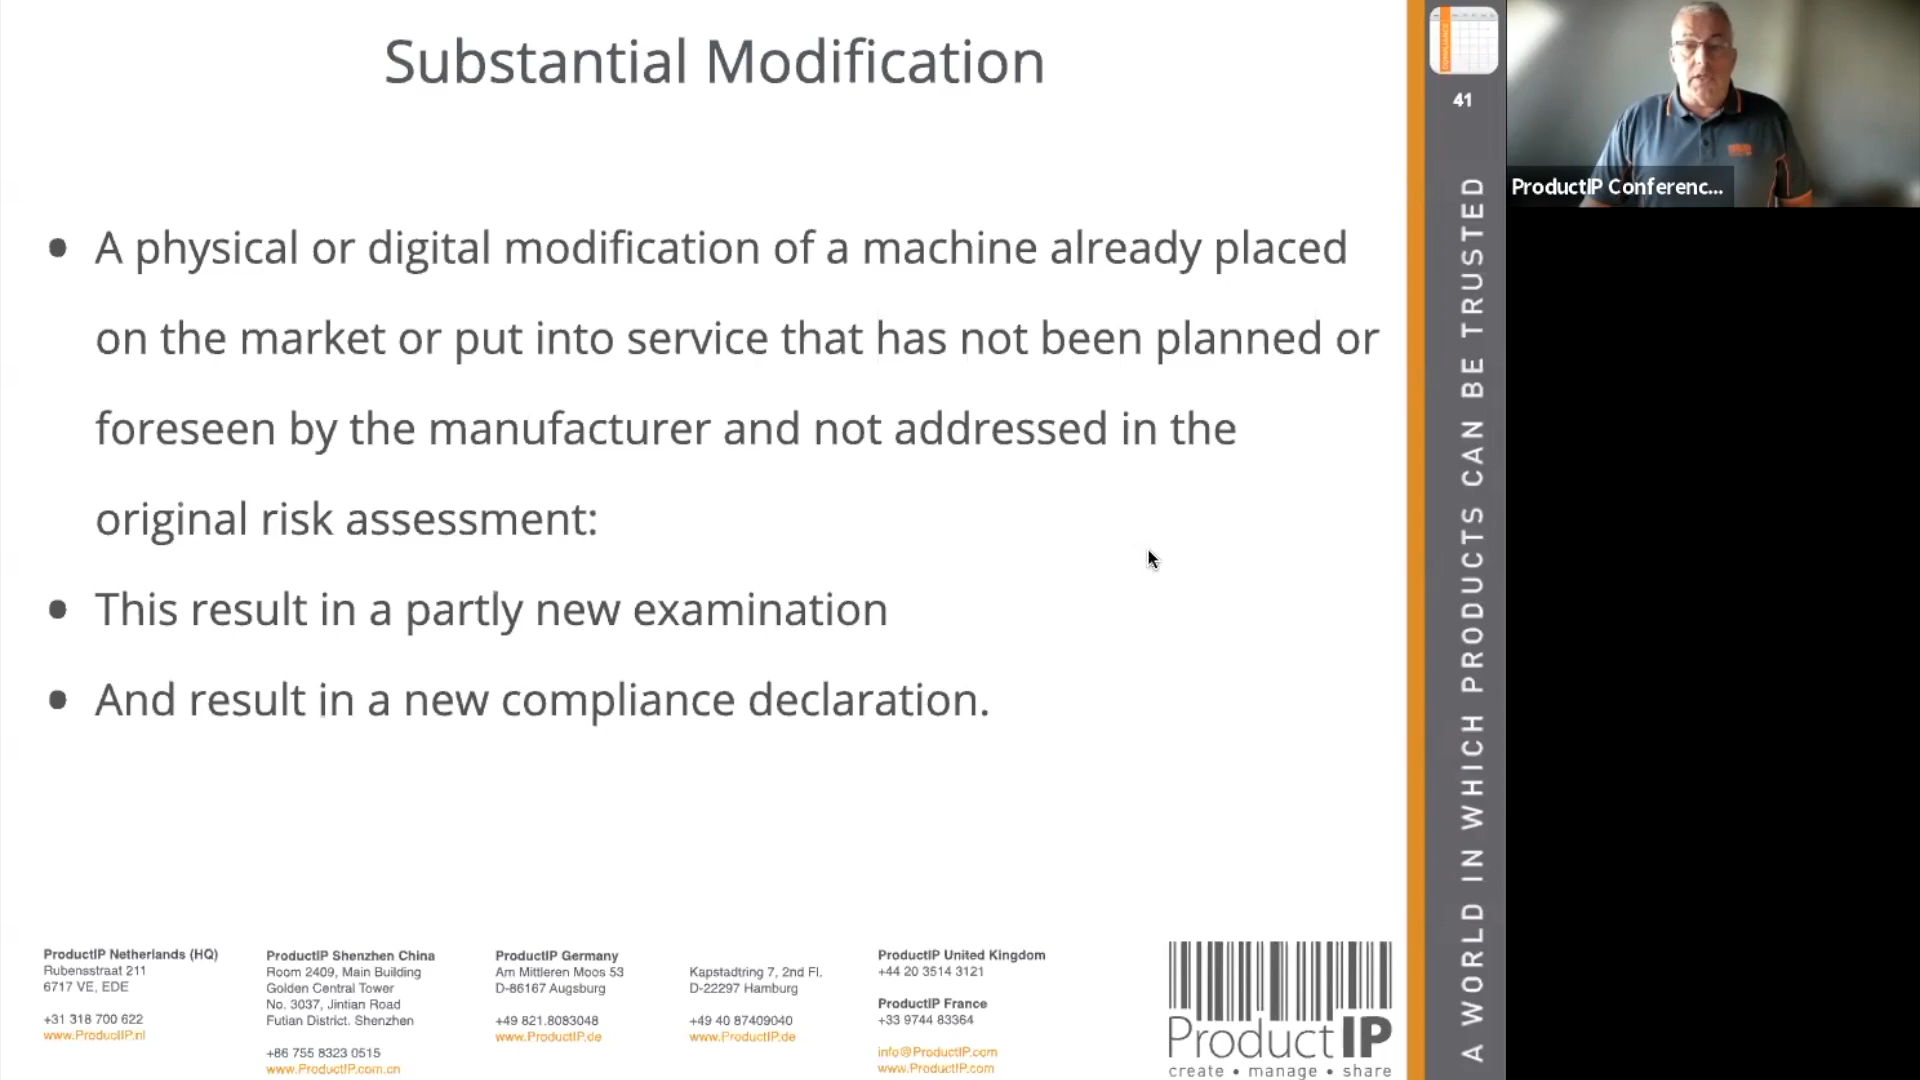 Substantial Modification
• A physical or digital modification of a machine already placed
on the market or put into service that has not been planned or
foreseen by the manufacturer and not addressed in the
original risk assessment:
• This result in a partly new examination
• And result in a new compliance declaration.
ProductIP Netherlands (HQ)
Rubensstraat 211
6717 VE, EDE
+31 318 700 622
www.ProductIP.nl
ProductIP Shenzhen China
Room 2409, Main Building
Golden Central Tower
No. 3037, Jintian Road
Futian District. Shenzhen
+86 755 8323 0515
www.ProductIP.com.cn
ProductIP Germany
Am Mittleren Moos 53
D-86167 Augsburg
+49 821.8083048
www.ProductIP.de
Kapstadtring 7, 2nd Fl.
D-22297 Hamburg
+49 40 87409040
www.ProductIP.de
ProductIP United Kingdom
+44 20 3514 3121
ProductIP France
+33 9744 83364
info@ProductIP.com
www.ProductIP.com
ProductIP
create • manage • share
COMPLIANCE
41
A WORLD IN WHICH PRODUCTS CAN BE TRUSTED
ProductIP Conferenc...